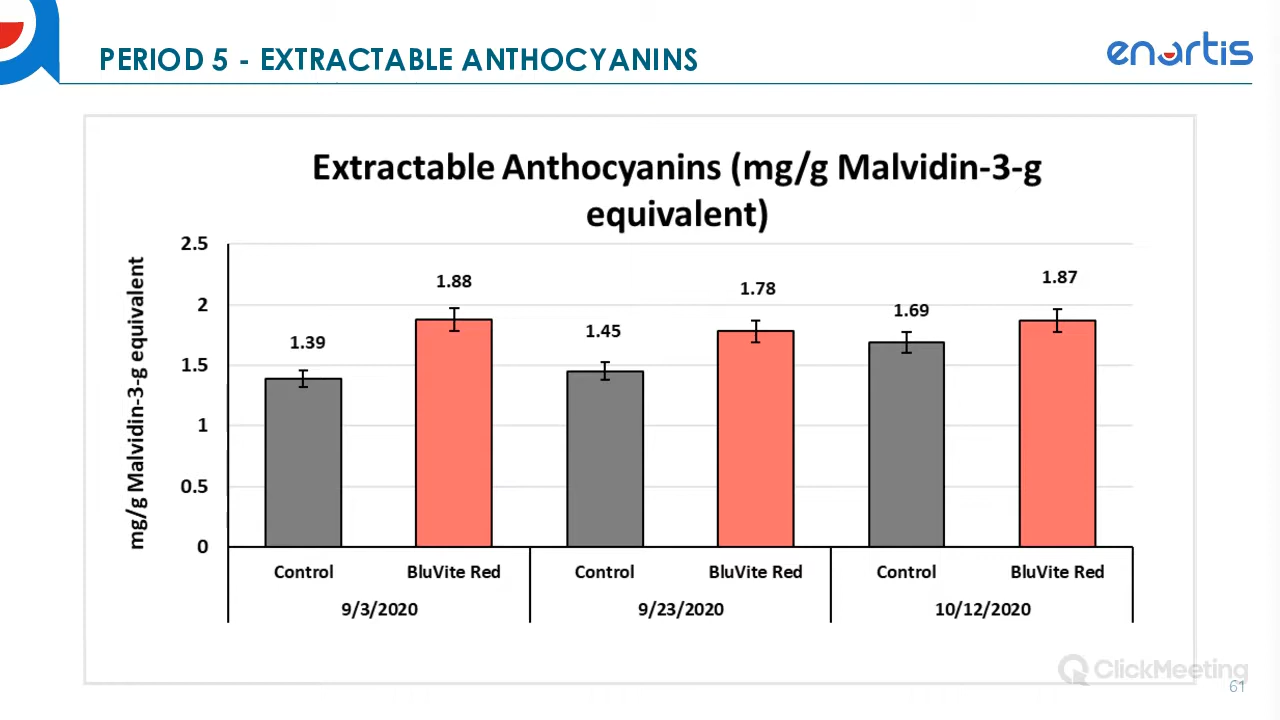 PERIOD 5 - EXTRACTABLE ANTHOCYANINS
enartis
Extractable Anthocyanins (mg/g Malvidin-3-g
equivalent)
mg/g Malvidin-3-g equivalent
2.5
2
1.5
1
0.5
0
1.39
1.88
1.45
1.78
1.69
1.87
Control
BluVite Red
Control
BluVite Red
Control
BluVite Red
9/3/2020
9/23/2020
10/12/2020
ClickMeeting
61